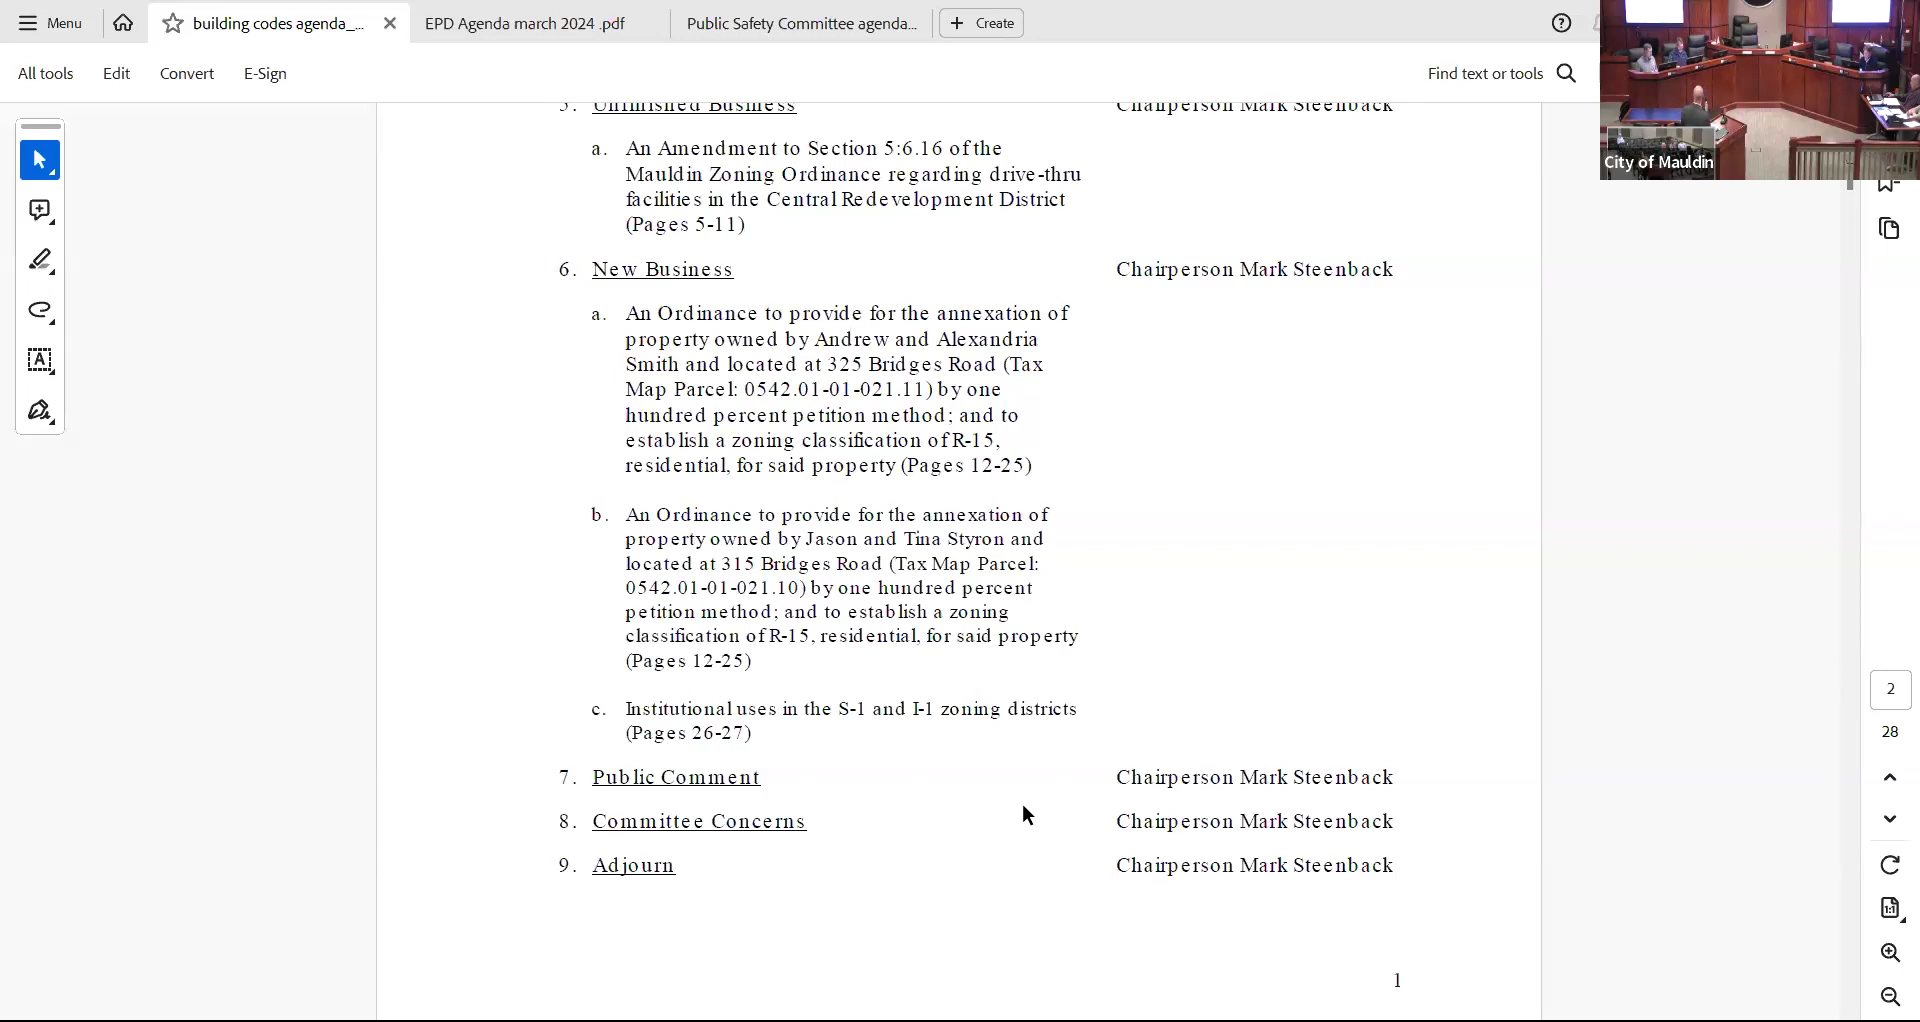 Menu
building codes agenda_...
EPD Agenda march 2024 .pdf
Public Safety Committee agenda...
Create
All tools
Edit
Convert
E-Sign
Find text or tools
City of Mauldin
5. Unfinished Business Chairperson Mark Steenback
a. An Amendment to Section 5:6.16 of the
Mauldin Zoning Ordinance regarding drive-thru
facilities in the Central Redevelopment District
(Pages 5-11)
6. New Business Chairperson Mark Steenback
a. An Ordinance to provide for the annexation of
property owned by Andrew and Alexandria
Smith and located at 325 Bridges Road (Tax
Map Parcel: 0542.01-01-021.11) by one
hundred percent petition method; and to
establish a zoning classification of R-15,
residential, for said property (Pages 12-25)
b. An Ordinance to provide for the annexation of
property owned by Jason and Tina Styron and
located at 315 Bridges Road (Tax Map Parcel:
0542.01-01-021.10) by one hundred percent
petition method; and to establish a zoning
classification of R-15, residential, for said property
(Pages 12-25)
c. Institutional uses in the S-1 and I-1 zoning districts
(Pages 26-27)
7. Public Comment Chairperson Mark Steenback
8. Committee Concerns Chairperson Mark Steenback
9. Adjourn Chairperson Mark Steenback
1
2
28